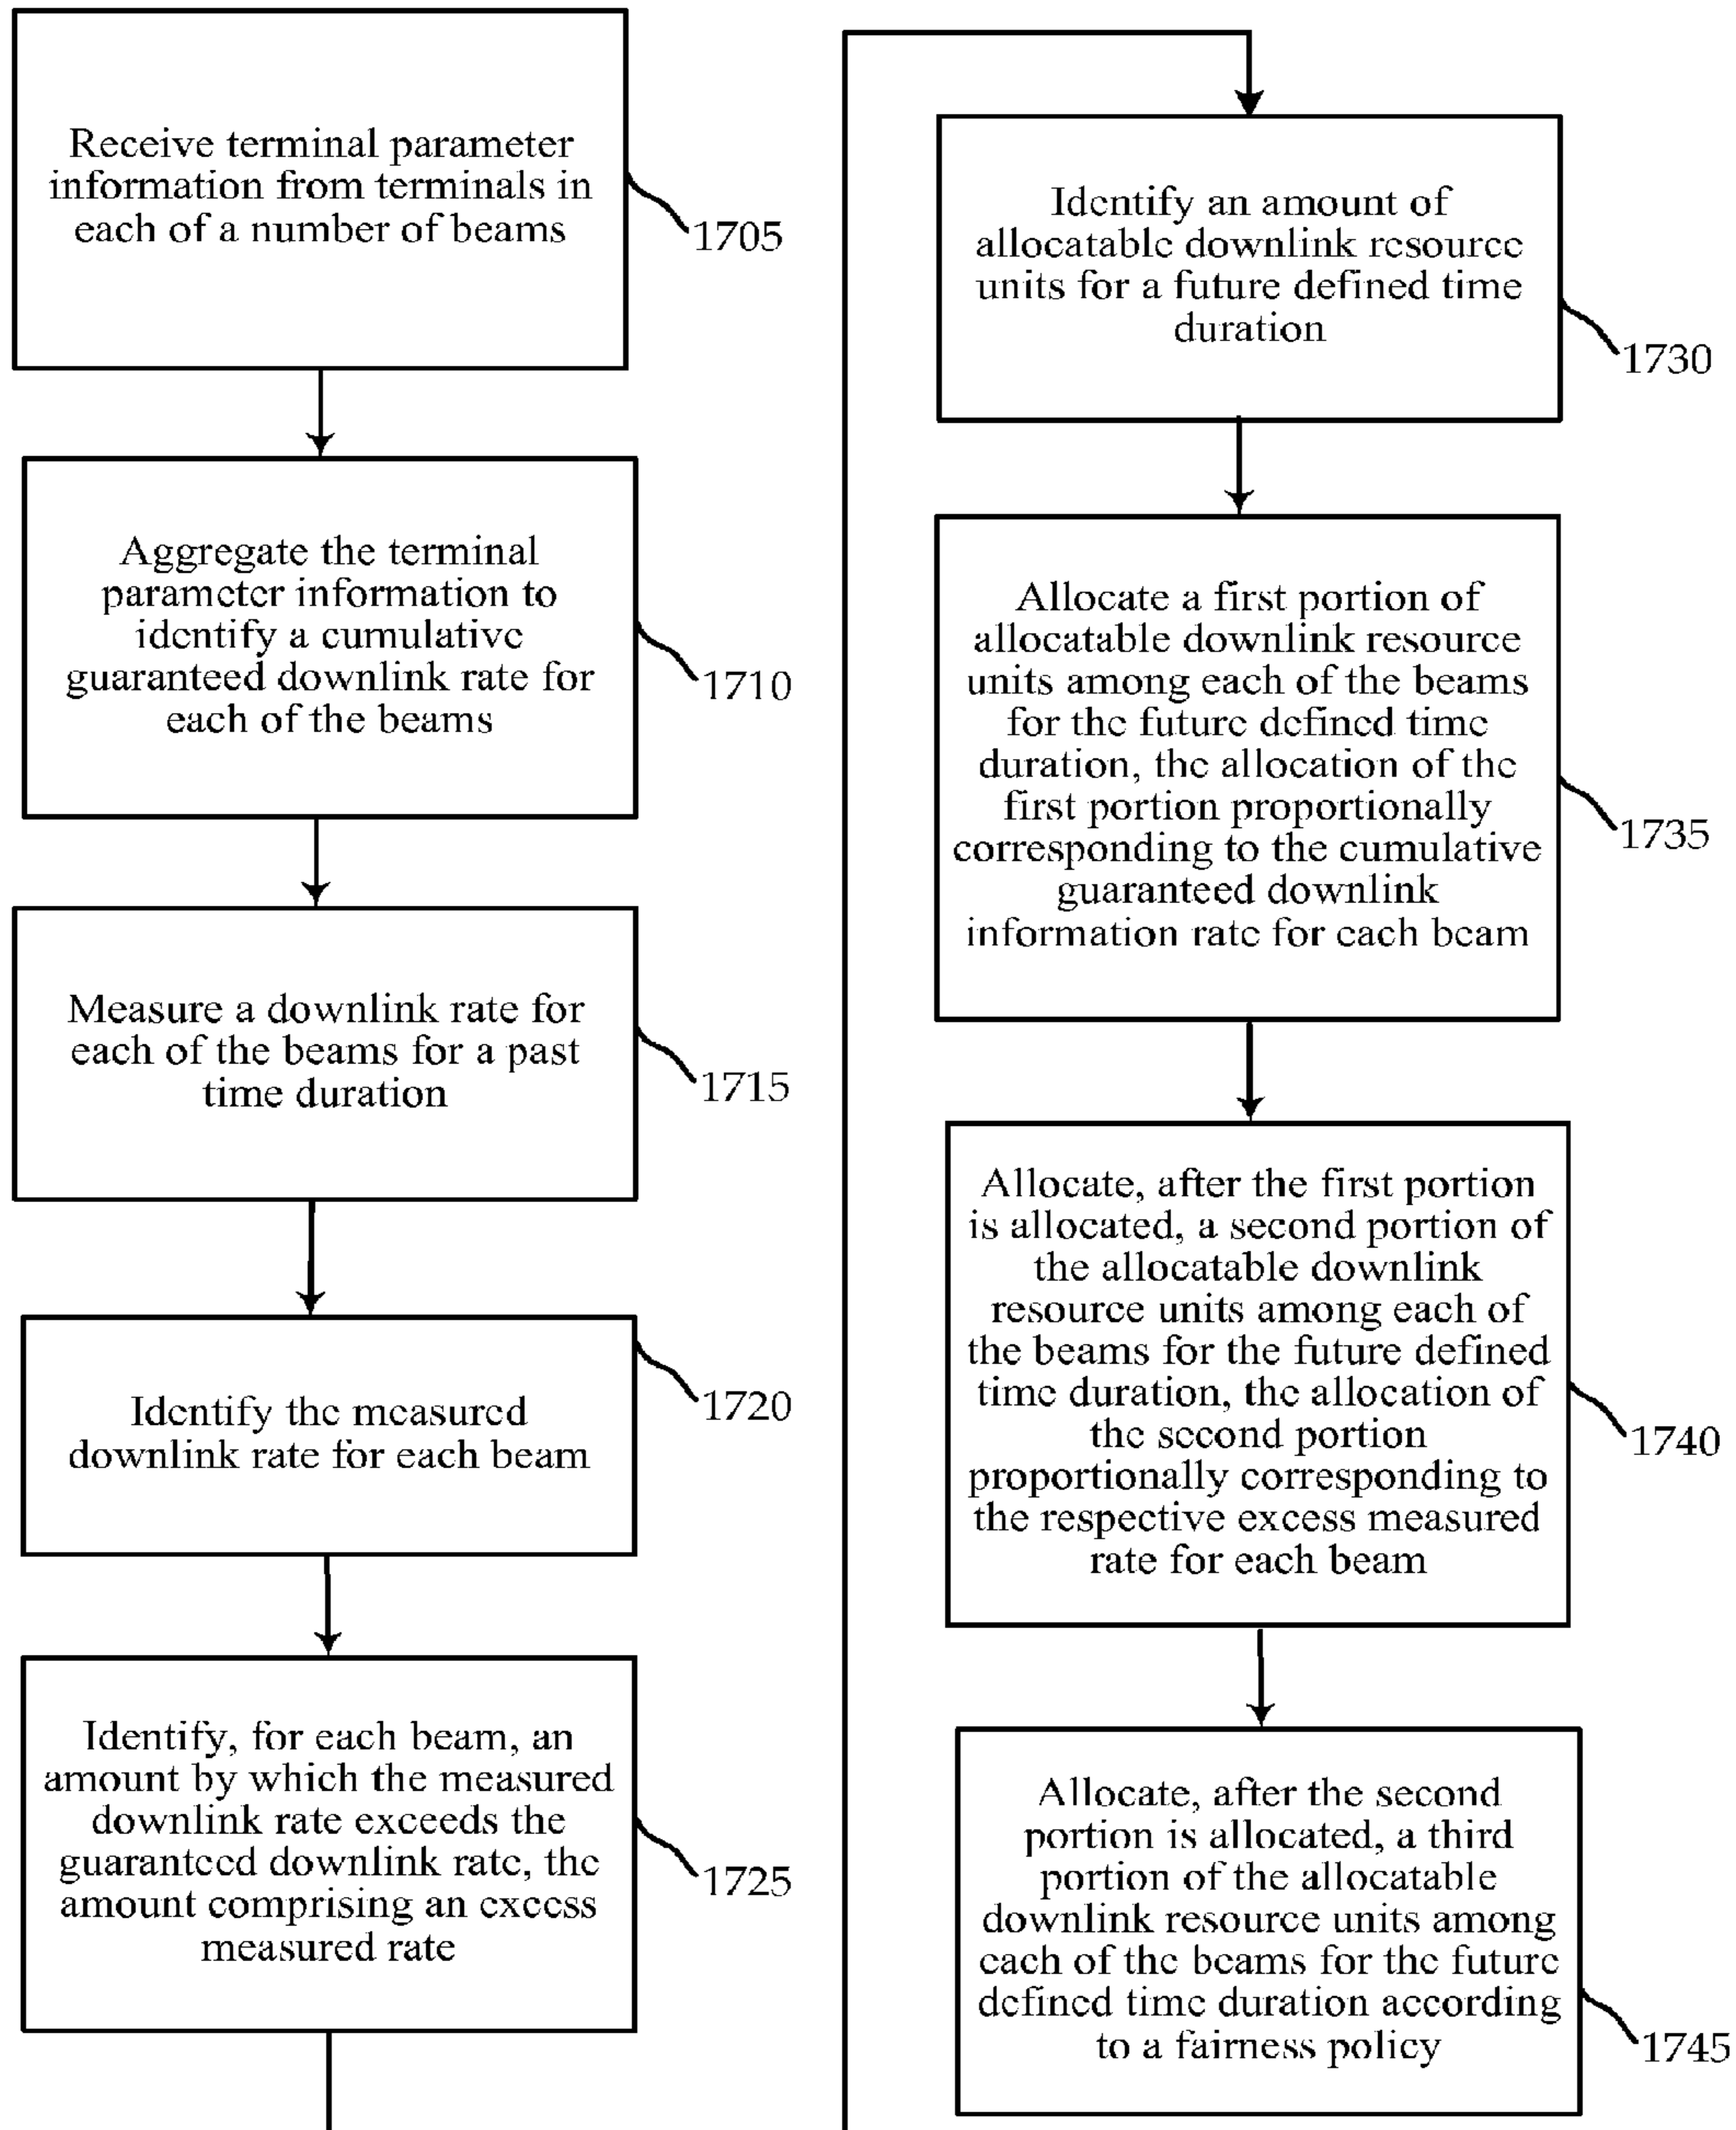 Receive terminal parameter
information from terminals in
each of a number of beams
1705
Aggregate the terminal
parameter information to
identify a cumulative
guaranteed downlink rate for
each of the beams
1710
Measure a downlink rate for
each of the beams for a past
time duration
1715
Identify the measured
downlink rate for each beam
1720
Identify, for each beam, an
amount by which the measured
downlink rate exceeds the
guaranteed downlink rate, the
amount comprising an excess
measured rate
1725
Identify an amount of
allocatable downlink resource
units for a future defined time
duration
1730
Allocate a first portion of
allocatable downlink resource
units among each of the beams
for the future defined time
duration, the allocation of the
first portion proportionally
corresponding to the cumulative
guaranteed downlink
information rate for each beam
1735
Allocate, after the first portion
is allocated, a second portion of
the allocatable downlink
resource units among each of
the beams for the future defined
time duration, the allocation of
the second portion
proportionally corresponding to
the respective excess measured
rate for each beam
1740
Allocate, after the second
portion is allocated, a third
portion of the allocatable
downlink resource units among
each of the beams for the future
defined time duration according
to a fairness policy
1745